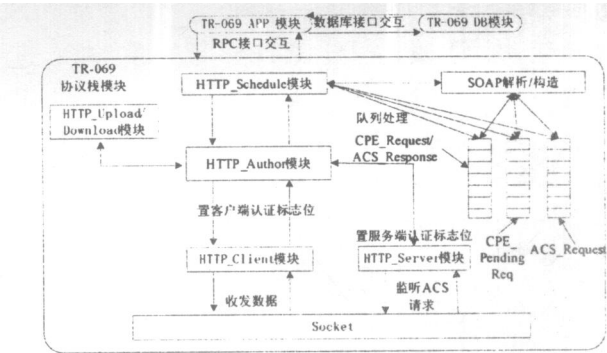 TR-069 APP 模块
数据库接口交互
TR-069 DB模块
RPC接口交互
TR-069
协议栈模块
HTTP_Schedule模块
SOAP解析/构造
HTTP_Upload/
Download模块
队列处理
CPE_Request/
ACS_Response
HTTP_Author模块
置客户端认证标志位
置服务端认证标志位
HTTP_Client模块
HTTP_Server模块
CPE_
Pending
Req
ACS_Request
收发数据
监听ACS
请求
Socket